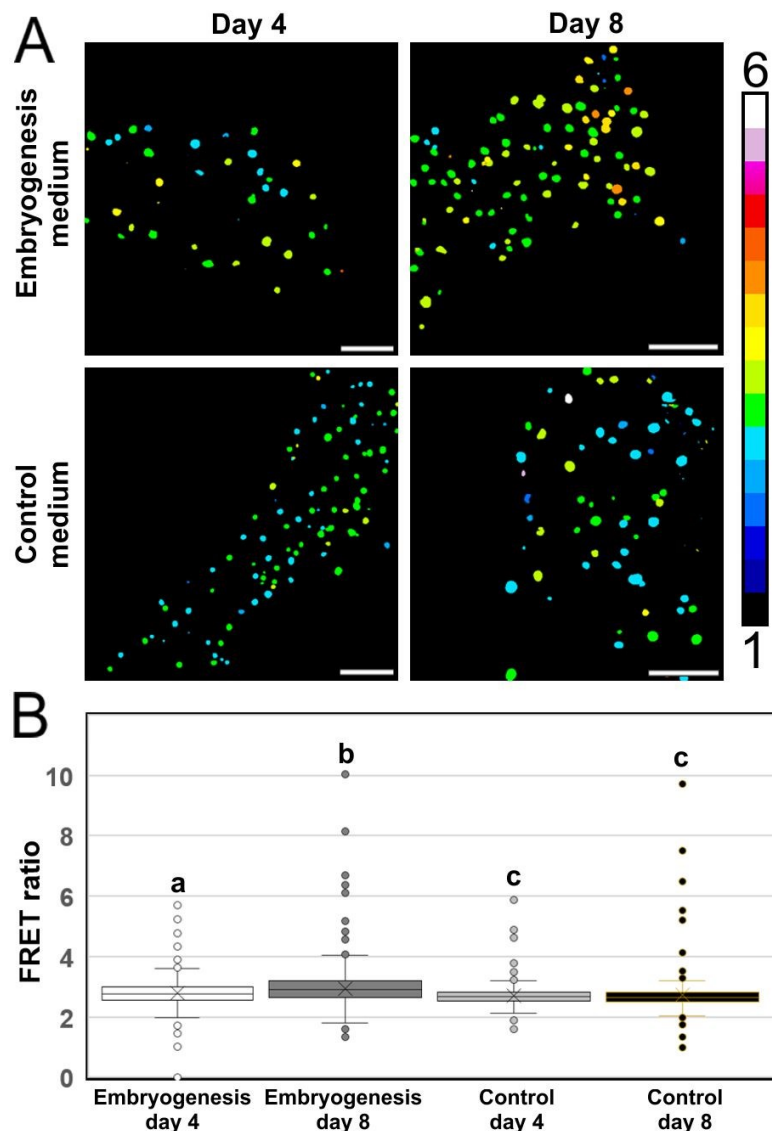 A
Day 4
Day 8
Embryogenesis
medium
Control
medium
6
1
B
FRET ratio
10
8
6
4
2
0
a
b
c
c
Embryogenesis
day 4
Embryogenesis
day 8
Control
day 4
Control
day 8